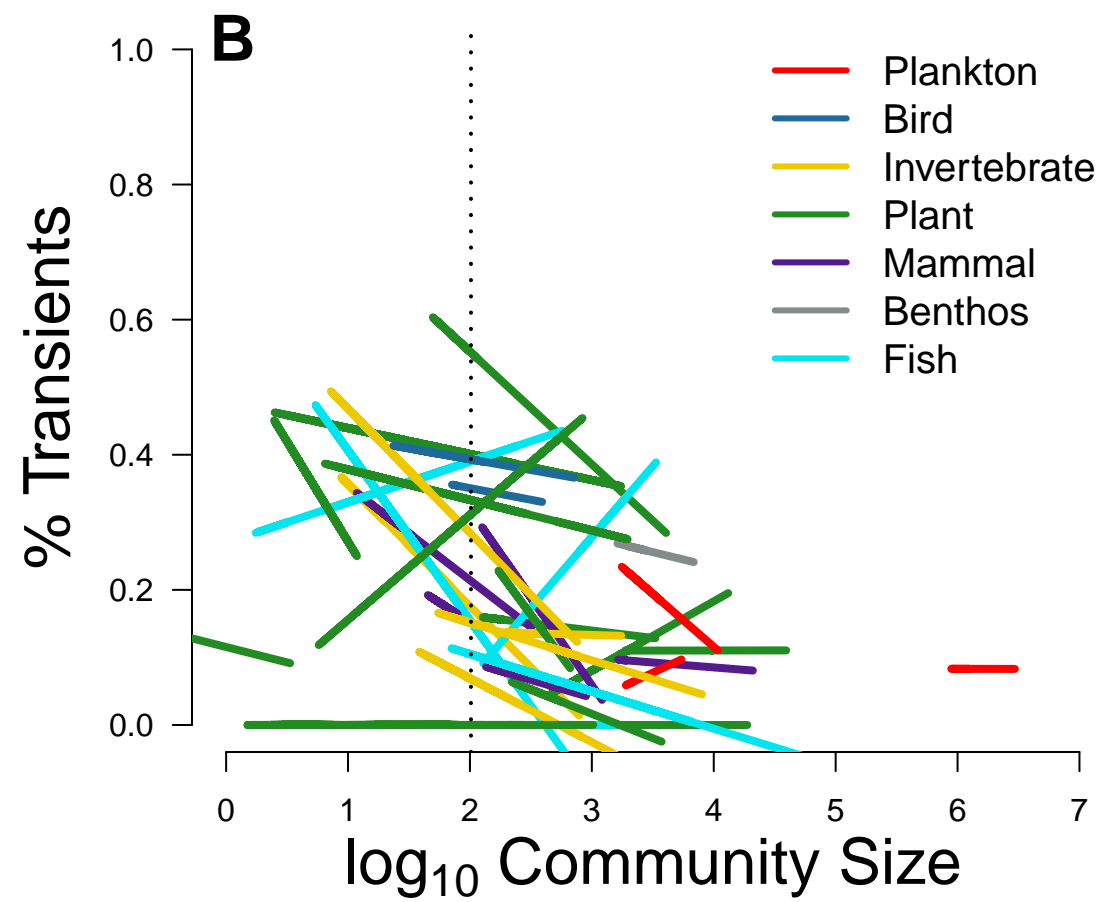 B
1.0
0.8
0.6
0.4
0.2
0.0
% Transients
Plankton
Bird
Invertebrate
Plant
Mammal
Benthos
Fish
0 1 2 3 4 5 6 7
log₁₀ Community Size